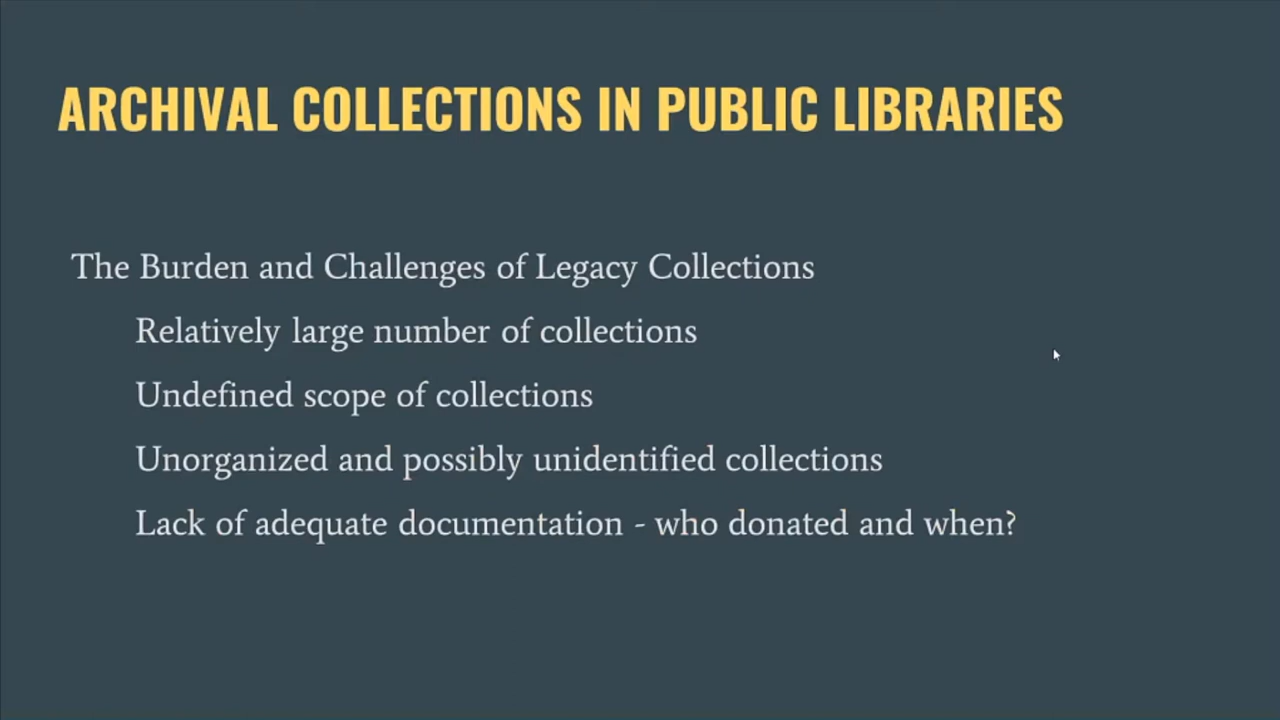 ARCHIVAL COLLECTIONS IN PUBLIC LIBRARIES
The Burden and Challenges of Legacy Collections
Relatively large number of collections
Undefined scope of collections
Unorganized and possibly unidentified collections
Lack of adequate documentation - who donated and when?